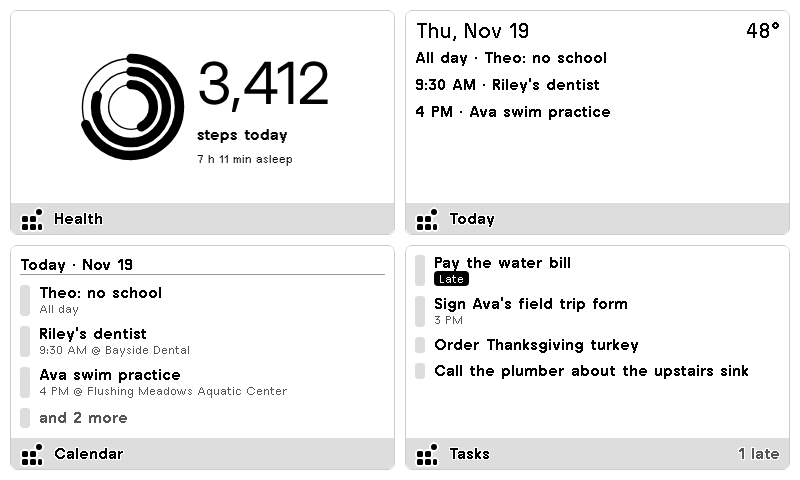 3,412
steps today
7 h 11 min asleep
Health
Thu, Nov 19
48°
All day · Theo: no school
9:30 AM · Riley's dentist
4 PM · Ava swim practice
Today
Today · Nov 19
Theo: no school
All day
Riley's dentist
9:30 AM @ Bayside Dental
Ava swim practice
4 PM @ Flushing Meadows Aquatic Center
and 2 more
Calendar
Pay the water bill
Late
Sign Ava's field trip form
3 PM
Order Thanksgiving turkey
Call the plumber about the upstairs sink
Tasks
1 late